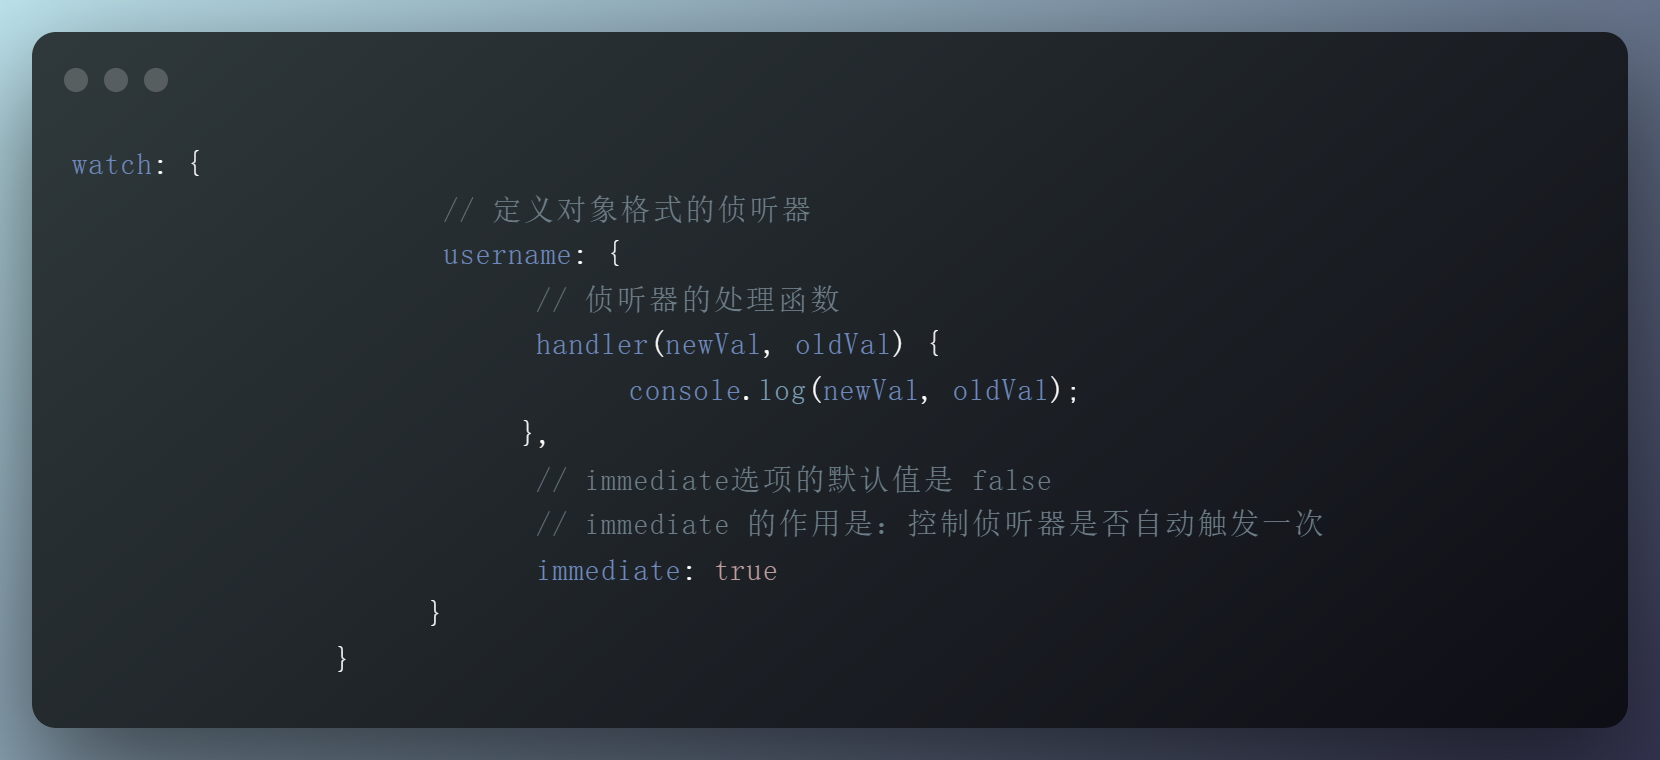 watch: {
// 定义对象格式的侦听器
username: {
// 侦听器的处理函数
handler(newVal, oldVal) {
console.log(newVal, oldVal);
},
// immediate选项的默认值是 false
// immediate 的作用是：控制侦听器是否自动触发一次
immediate: true
}
}